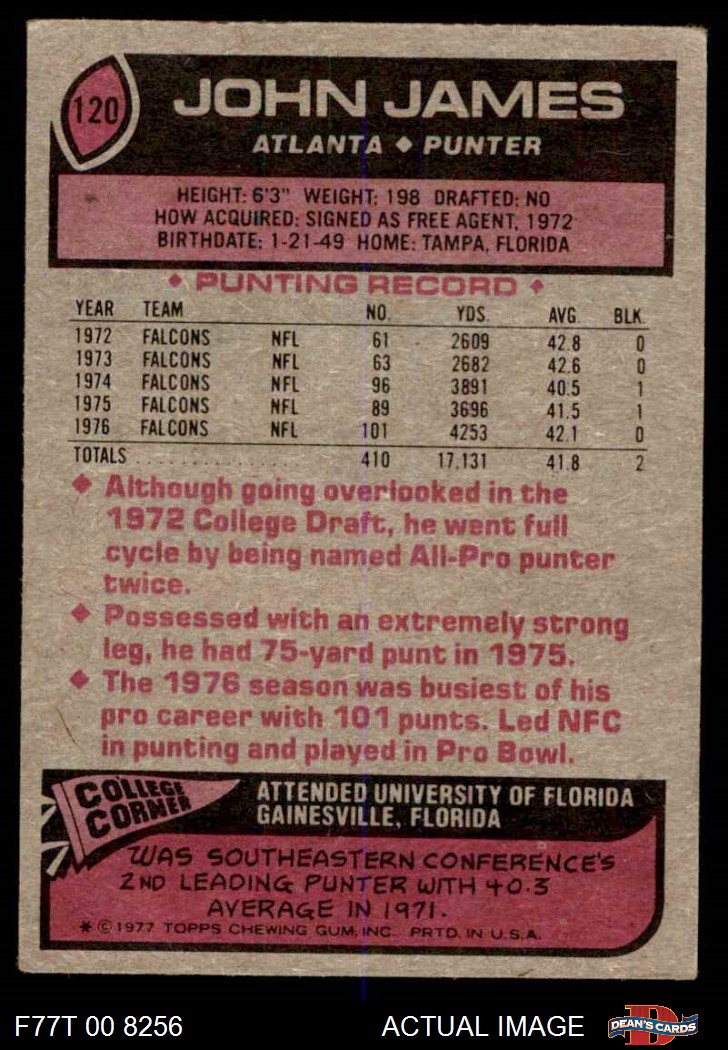 120
JOHN JAMES
ATLANTA ◆ PUNTER
HEIGHT: 6'3" WEIGHT: 198 DRAFTED: NO
HOW ACQUIRED: SIGNED AS FREE AGENT, 1972
BIRTHDATE: 1-21-49 HOME: TAMPA, FLORIDA
◆ PUNTING RECORD ◆
YEAR TEAM NO. YDS. AVG. BLK.
1972 FALCONS NFL 61 2609 42.8 0
1973 FALCONS NFL 63 2682 42.6 0
1974 FALCONS NFL 96 3891 40.5 1
1975 FALCONS NFL 89 3696 41.5 1
1976 FALCONS NFL 101 4253 42.1 0
TOTALS .................... 410 17,131 41.8 2
◆ Although going overlooked in the
1972 College Draft, he went full
cycle by being named All-Pro punter
twice.
◆ Possessed with an extremely strong
leg, he had 75-yard punt in 1975.
◆ The 1976 season was busiest of his
pro career with 101 punts. Led NFC
in punting and played in Pro Bowl.
COLLEGE
CORNER
ATTENDED UNIVERSITY OF FLORIDA
GAINESVILLE, FLORIDA
WAS SOUTHEASTERN CONFERENCE'S
2ND LEADING PUNTER WITH 40.3
AVERAGE IN 1971.
* © 1977 TOPPS CHEWING GUM, INC. PRTD. IN U.S.A.
F77T 00 8256
ACTUAL IMAGE
D
DEAN'S CARDS